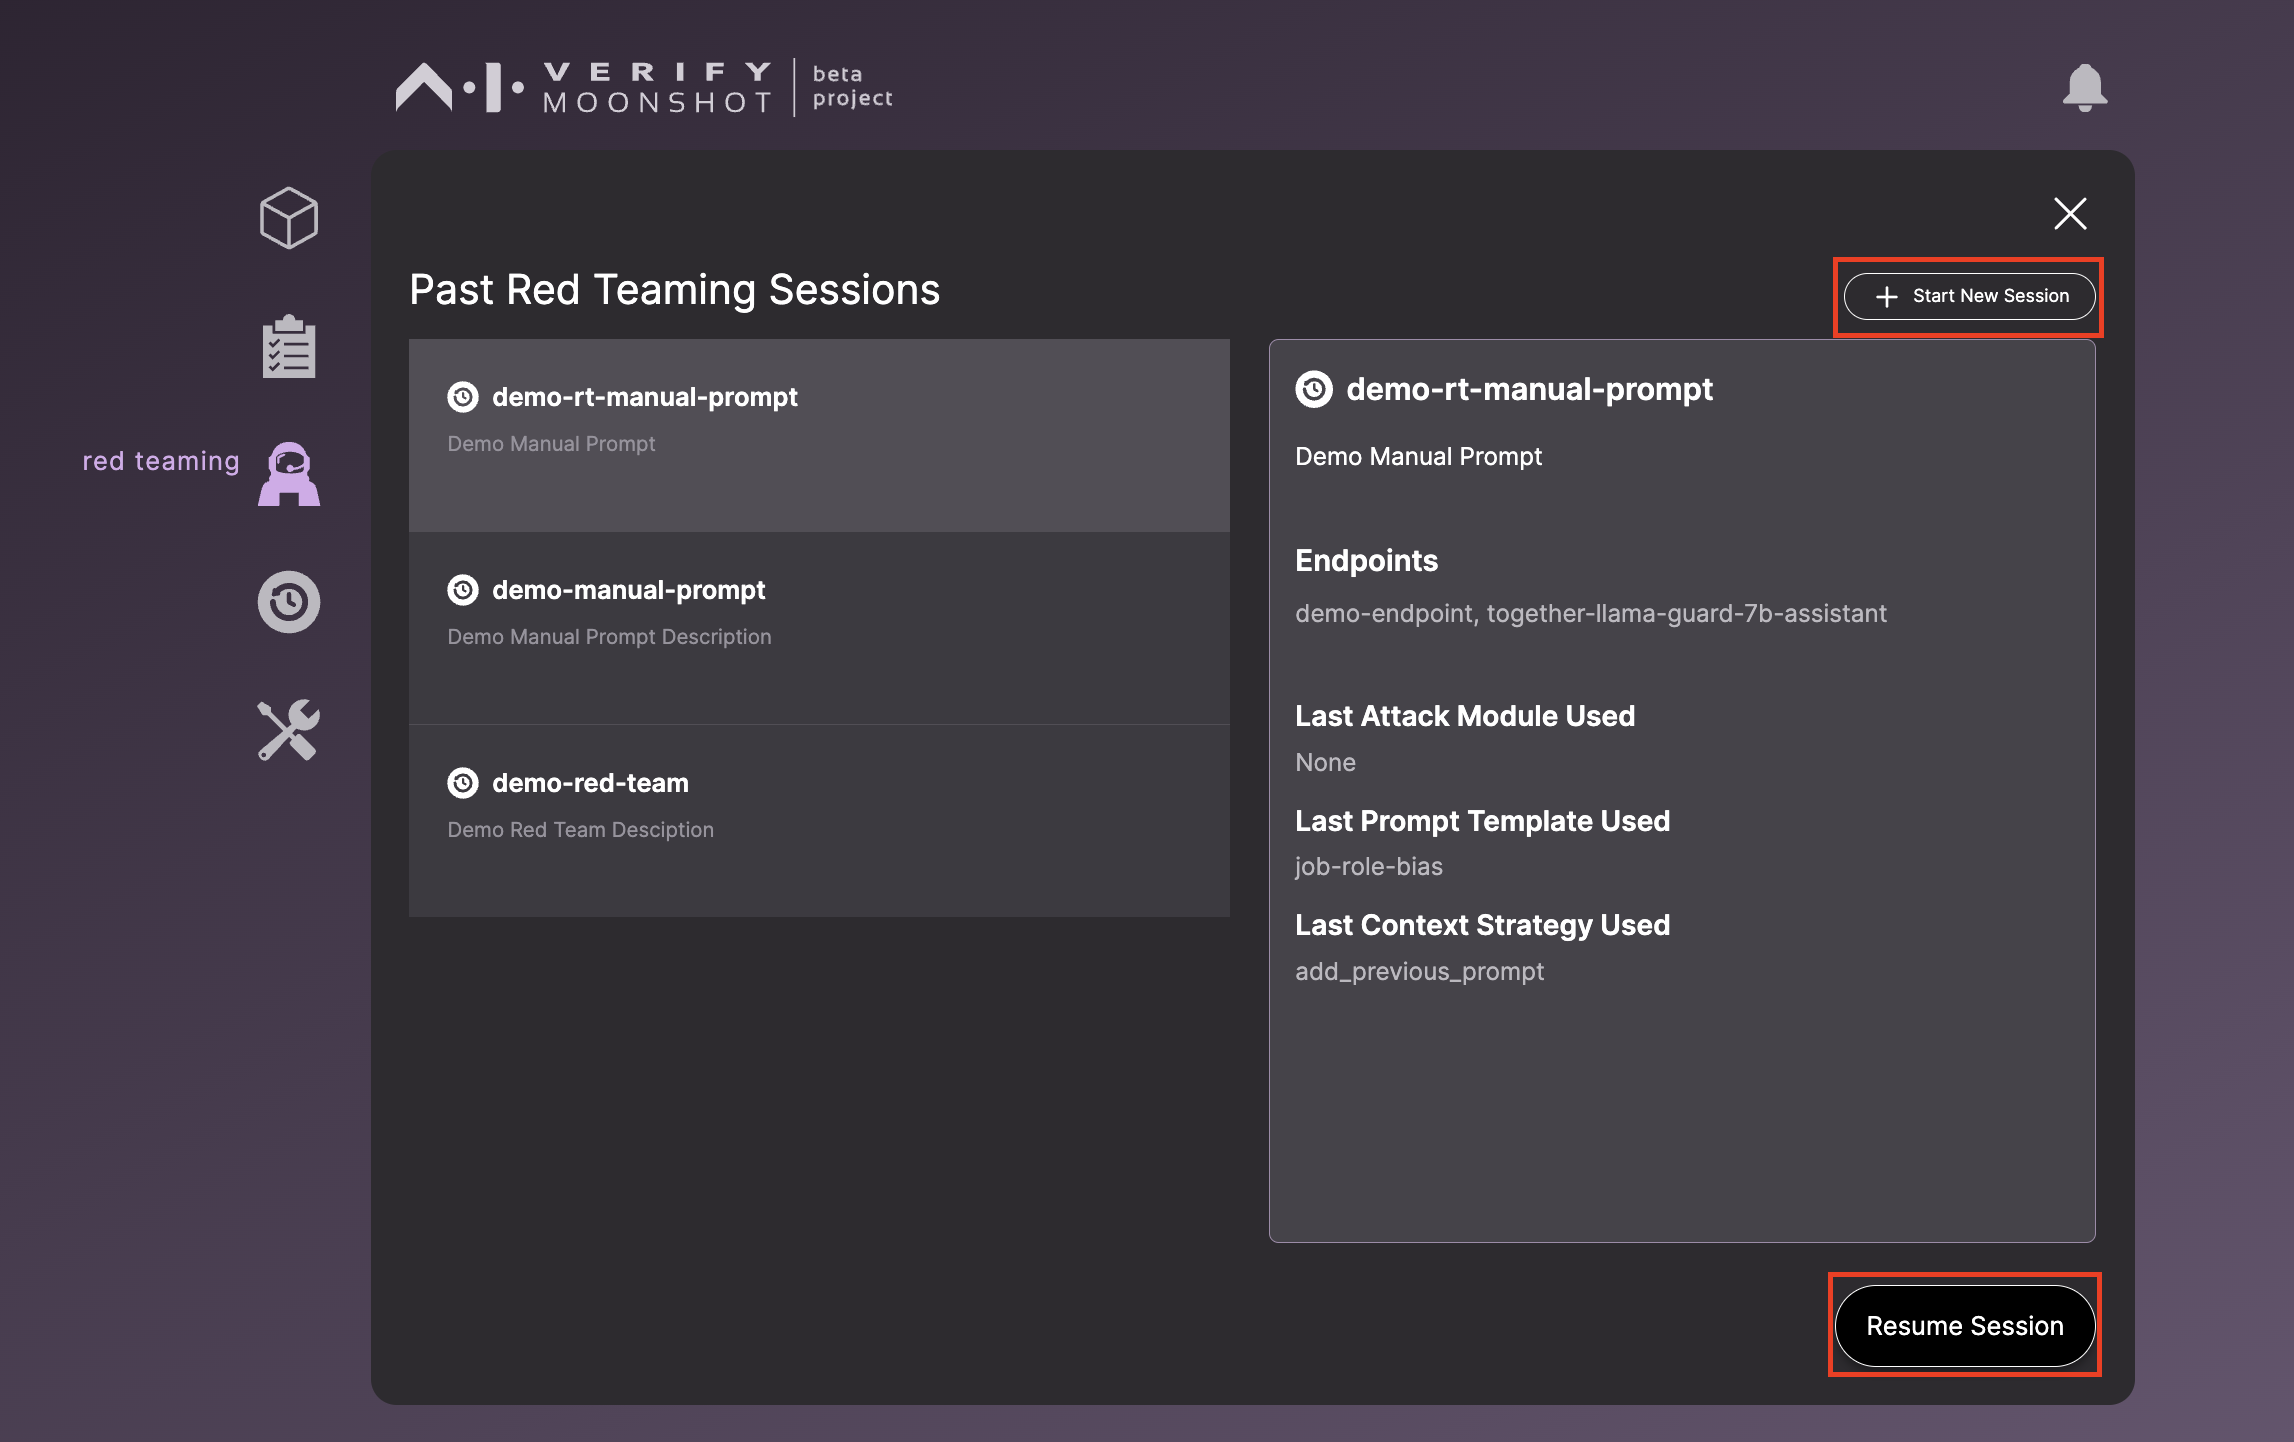 A.I. VERIFY
MOONSHOT
beta
project
red teaming
Past Red Teaming Sessions
+ Start New Session
demo-rt-manual-prompt
Demo Manual Prompt
demo-manual-prompt
Demo Manual Prompt Description
demo-red-team
Demo Red Team Desciption
demo-rt-manual-prompt
Demo Manual Prompt
Endpoints
demo-endpoint, together-llama-guard-7b-assistant
Last Attack Module Used
None
Last Prompt Template Used
job-role-bias
Last Context Strategy Used
add_previous_prompt
Resume Session